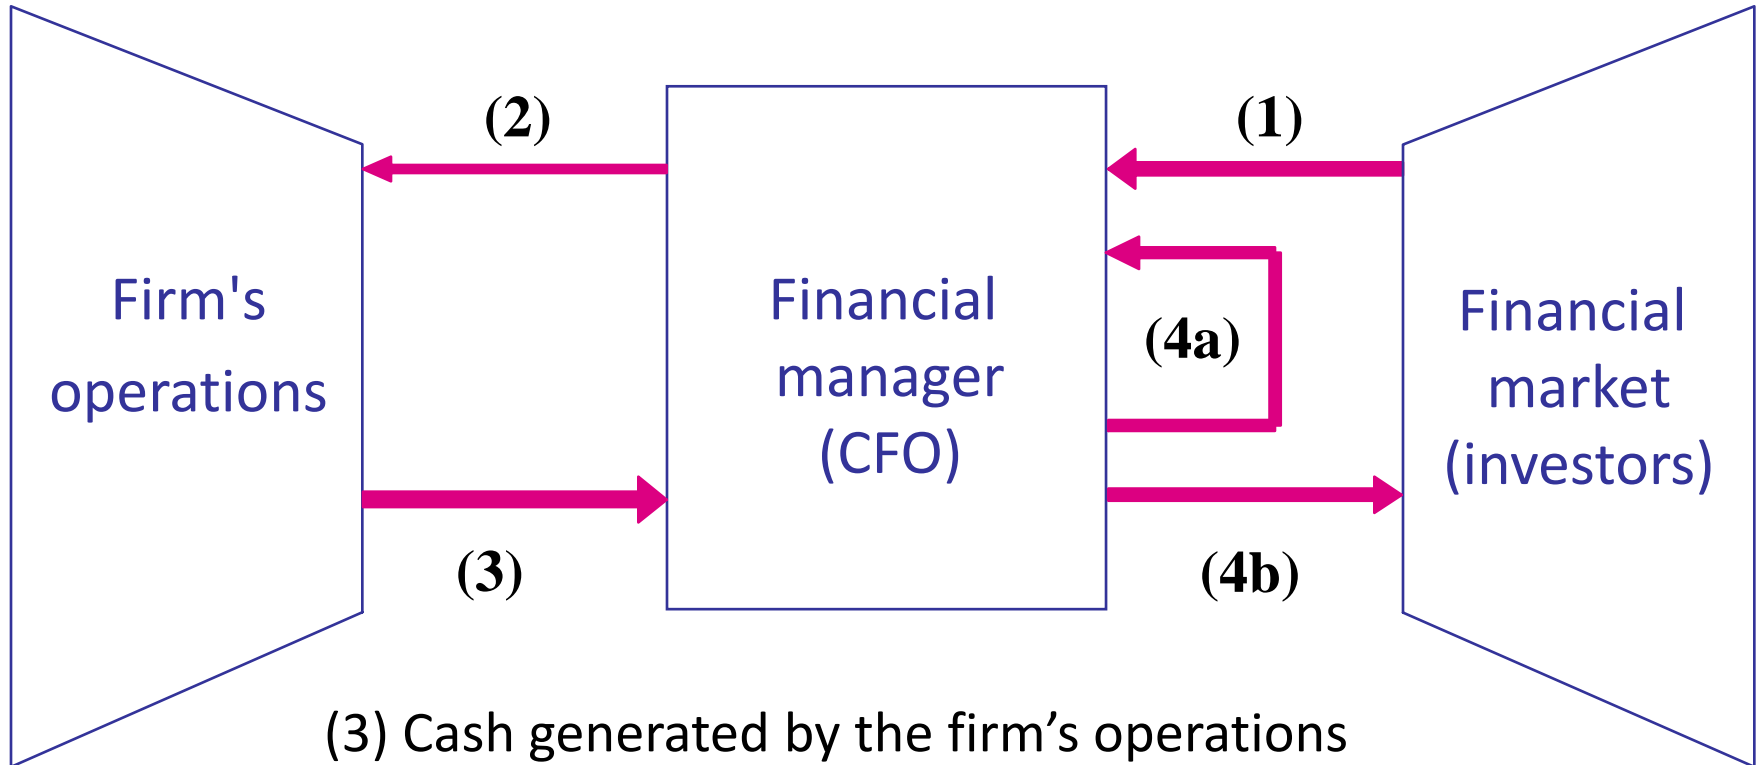 (2)
(1)
Firm's
operations
Financial
manager
(CFO)
(4a)
Financial
market
(investors)
(3)
(4b)
(3) Cash generated by the firm’s operations